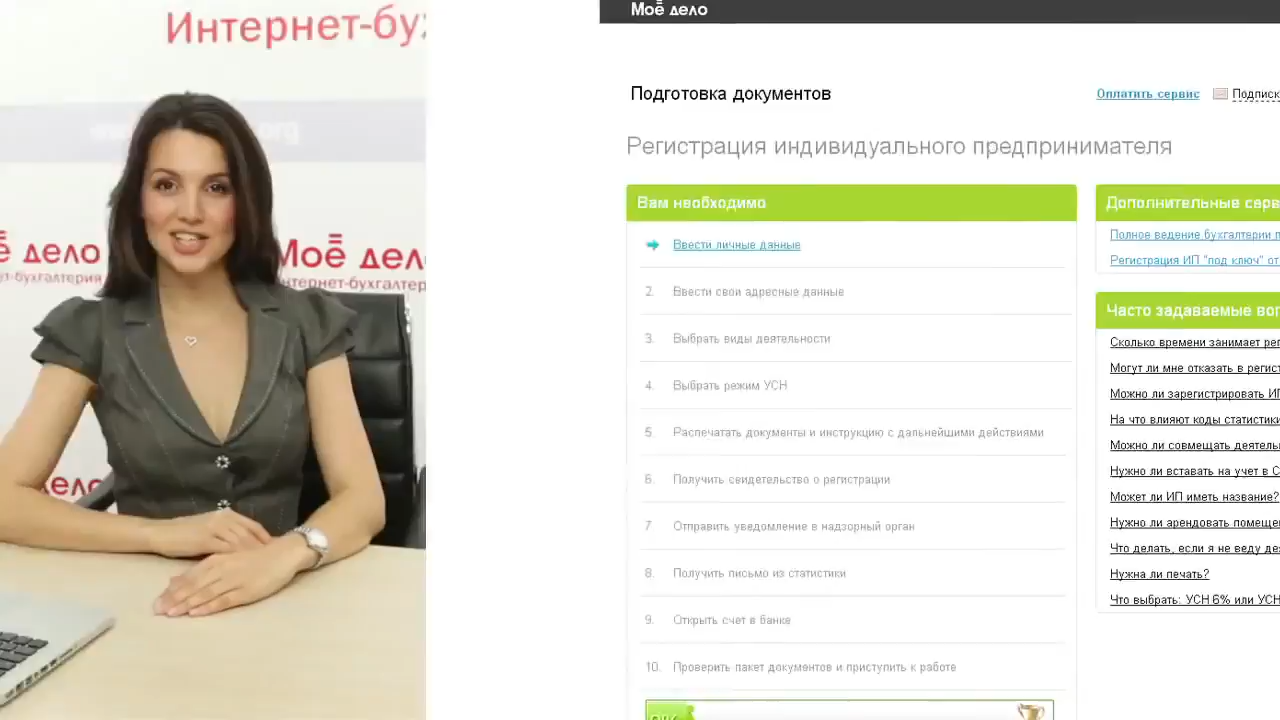 Интернет-бух
Моё дело
е дело
ет-бухгалтерия
Моё дело
интернет-бухгалтерия
дело
Моё дело
Подготовка документов
Оплатить сервис
Подписк
Регистрация индивидуального предпринимателя
Вам необходимо
Ввести личные данные
2. Ввести свои адресные данные
3. Выбрать виды деятельности
4. Выбрать режим УСН
5. Распечатать документы и инструкцию с дальнейшими действиями
6. Получить свидетельство о регистрации
7 Отправить уведомление в надзорный орган
8. Получить письмо из статистики
9. Открыть счет в банке
10. Проверить пакет документов и приступить к работе
Дополнительные серв
Полное ведение бухгалтерии п
Регистрация ИП "под ключ" от
Часто задаваемые воп
Сколько времени занимает рег
Могут ли мне отказать в регист
Можно ли зарегистрировать ИП
На что влияют коды статистики
Можно ли совмещать деятель
Нужно ли вставать на учет в С
Может ли ИП иметь название?
Нужно ли арендовать помеще
Что делать, если я не веду де
Нужна ли печать?
Что выбрать: УСН 6% или УСН